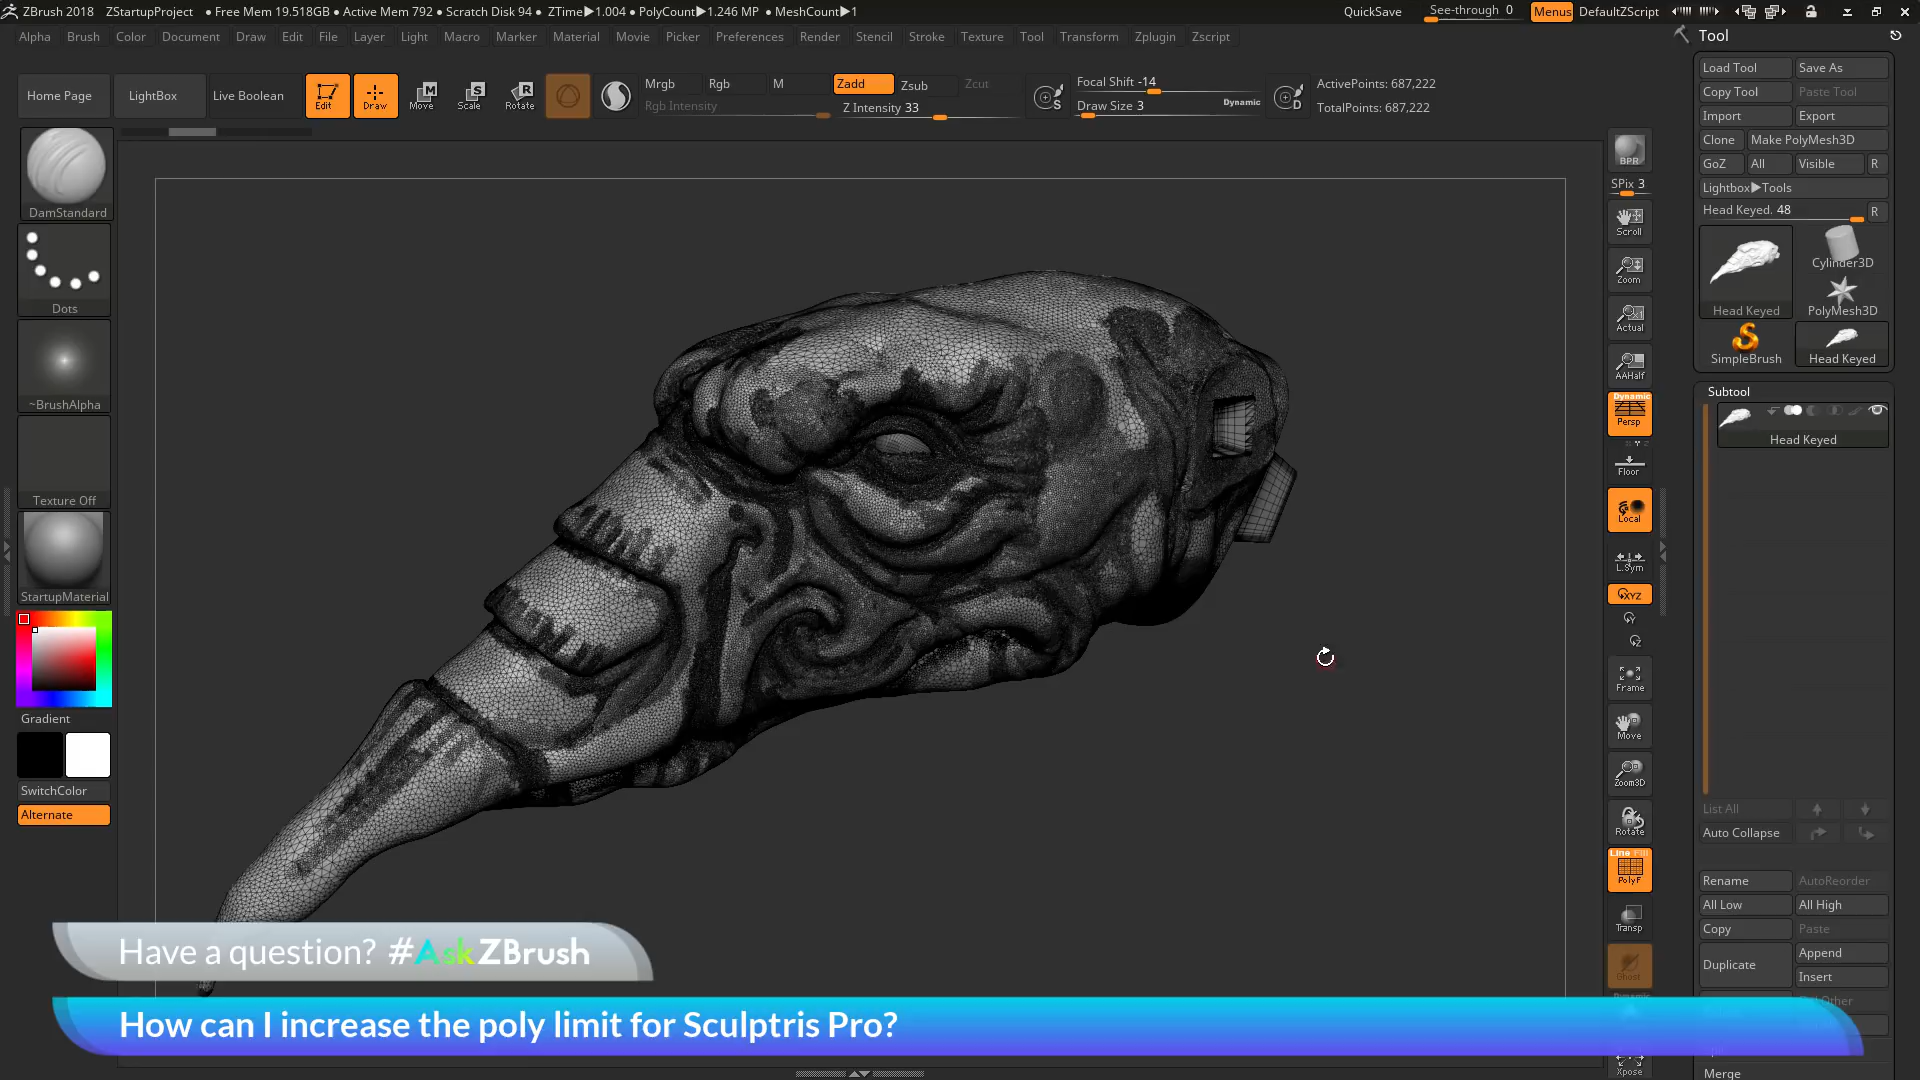 ZBrush 2018 ZStartupProject • Free Mem 19.518GB • Active Mem 792 • Scratch Disk 94 • ZTime▶1.004 • PolyCount▶1.246 MP • MeshCount▶1 QuickSave See-through 0 Menus DefaultZScript
Alpha Brush Color Document Draw Edit File Layer Light Macro Marker Material Movie Picker Preferences Render Stencil Stroke Texture Tool Transform Zplugin Zscript
Home Page LightBox Live Boolean Edit Draw Move Scale Rotate
Mrgb Rgb M Zadd Zsub Zcut
Rgb Intensity Z Intensity 33
S Focal Shift -14
Draw Size 3 Dynamic
D ActivePoints: 687,222
TotalPoints: 687,222
DamStandard
Dots
~BrushAlpha
Texture Off
StartupMaterial
Gradient
SwitchColor
Alternate
BPR
SPix 3
Scroll
Zoom
Actual
AAHalf
Dynamic
Persp
Floor
Local
L.Sym
XYZ
Y
Z
Frame
Move
Zoom3D
Rotate
Line Fill
PolyF
Transp
Ghost
Dynamic
Xpose
Tool
Load Tool Save As
Copy Tool Paste Tool
Import Export
Clone Make PolyMesh3D
GoZ All Visible R
Lightbox▶Tools
Head Keyed. 48 R
Head Keyed Cylinder3D
PolyMesh3D
SimpleBrush Head Keyed
Subtool
Head Keyed
List All
Auto Collapse
Rename AutoReorder
All Low All High
Copy Paste
Duplicate Append
Insert
Merge
Have a question? #AskZBrush
How can I increase the poly limit for Sculptris Pro?